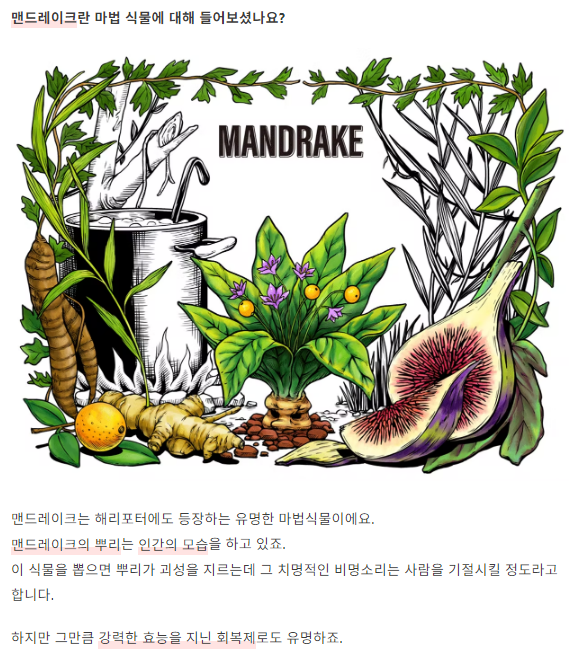 맨드레이크란 마법 식물에 대해 들어보셨나요?
MANDRAKE
맨드레이크는 해리포터에도 등장하는 유명한 마법식물이에요.
맨드레이크의 뿌리는 인간의 모습을 하고 있죠.
이 식물을 뽑으면 뿌리가 괴성을 지르는데 그 치명적인 비명소리는 사람을 기절시킬 정도라고
합니다.
하지만 그만큼 강력한 효능을 지닌 회복제로도 유명하죠.